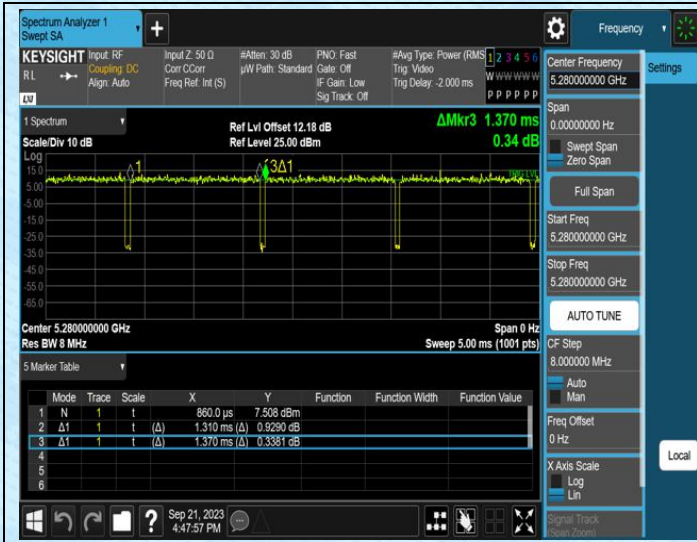 Spectrum Analyzer 1
Swept SA
+
Frequency
KEYSIGHT
RL
LXI
Input: RF
Coupling: DC
Align: Auto
Input Z: 50 Ω
Corr CCorr
Freq Ref: Int (S)
#Atten: 30 dB
µW Path: Standard
PNO: Fast
Gate: Off
IF Gain: Low
Sig Track: Off
#Avg Type: Power (RMS
Trig: Video
Trig Delay: -2.000 ms
1 2 3 4 5 6
W W W W W W
P P P P P P
1 Spectrum
Scale/Div 10 dB
Ref Lvl Offset 12.18 dB
Ref Level 25.00 dBm
ΔMkr3 1.370 ms
0.34 dB
Log
15.0
5.00
-5.00
-15.0
-25.0
-35.0
-45.0
-55.0
-65.0
1
3Δ1
TRIG LVL
Center 5.280000000 GHz
Res BW 8 MHz
Span 0 Hz
Sweep 5.00 ms (1001 pts)
5 Marker Table
Mode Trace Scale X Y Function Function Width Function Value
1 N 1 t 860.0 µs 7.508 dBm
2 Δ1 1 t (Δ) 1.310 ms (Δ) 0.9290 dB
3 Δ1 1 t (Δ) 1.370 ms (Δ) 0.3381 dB
4
5
6
?
Sep 21, 2023
4:47:57 PM
Center Frequency
5.280000000 GHz
Span
0.00000000 Hz
Swept Span
Zero Span
Full Span
Start Freq
5.280000000 GHz
Stop Freq
5.280000000 GHz
AUTO TUNE
CF Step
8.000000 MHz
Auto
Man
Freq Offset
0 Hz
X Axis Scale
Log
Lin
Signal Track
(Span Zoom)
Settings
Local